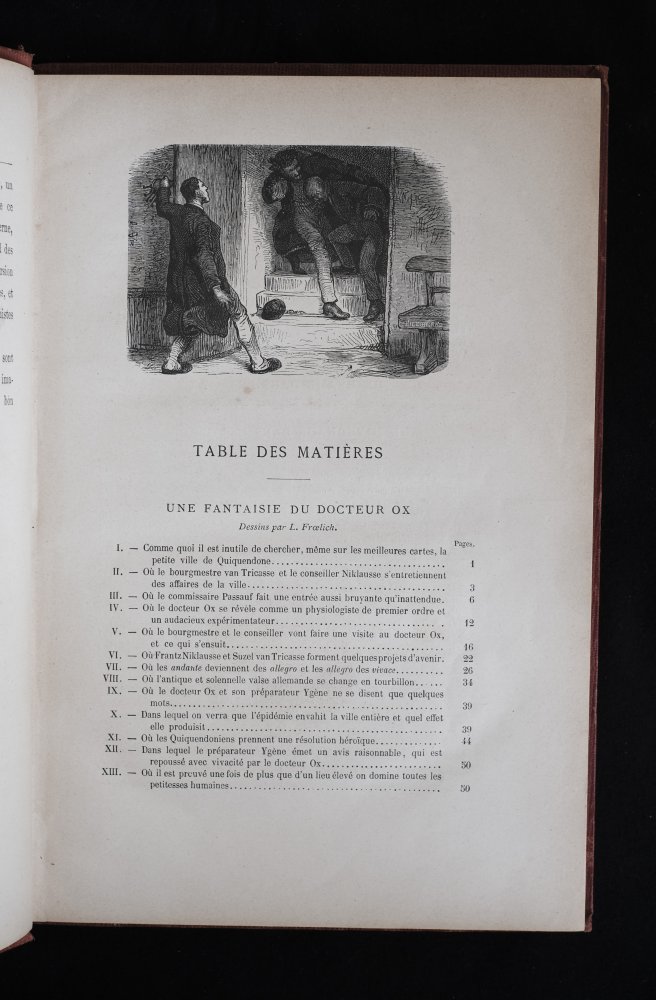 , un
e ce
erne,
l des
rsion
s, et
nistes
sont
ima-
bon
TABLE DES MATIÈRES
UNE FANTAISIE DU DOCTEUR OX
Dessins par L. Frœlich.
Pages.
I. — Comme quoi il est inutile de chercher, même sur les meilleures cartes, la
petite ville de Quiquendone........................................ 1
II. — Où le bourgmestre van Tricasse et le conseiller Niklausse s'entretiennent
des affaires de la ville........................................ 3
III. — Où le commissaire Passauf fait une entrée aussi bruyante qu'inattendue. 6
IV. — Où le docteur Ox se révèle comme un physiologiste de premier ordre et
un audacieux expérimentateur........................................ 12
V. — Où le bourgmestre et le conseiller vont faire une visite au docteur Ox,
et ce qui s'ensuit........................................ 16
VI. — Où Frantz Niklausse et Suzel van Tricasse forment quelques projets d'avenir. 22
VII. — Où les andante deviennent des allegro et les allegro des vivace.......... 26
VIII. — Où l'antique et solennelle valse allemande se change en tourbillon...... 34
IX. — Où le docteur Ox et son préparateur Ygène ne se disent que quelques
mots........................................ 39
X. — Dans lequel on verra que l'épidémie envahit la ville entière et quel effet
elle produisit........................................ 39
XI. — Où les Quiquendoniens prennent une résolution héroïque............. 44
XII. — Dans lequel le préparateur Ygène émet un avis raisonnable, qui est
repoussé avec vivacité par le docteur Ox........................ 50
XIII. — Où il est prouvé une fois de plus que d'un lieu élevé on domine toutes les
petitesses humaines........................................ 50